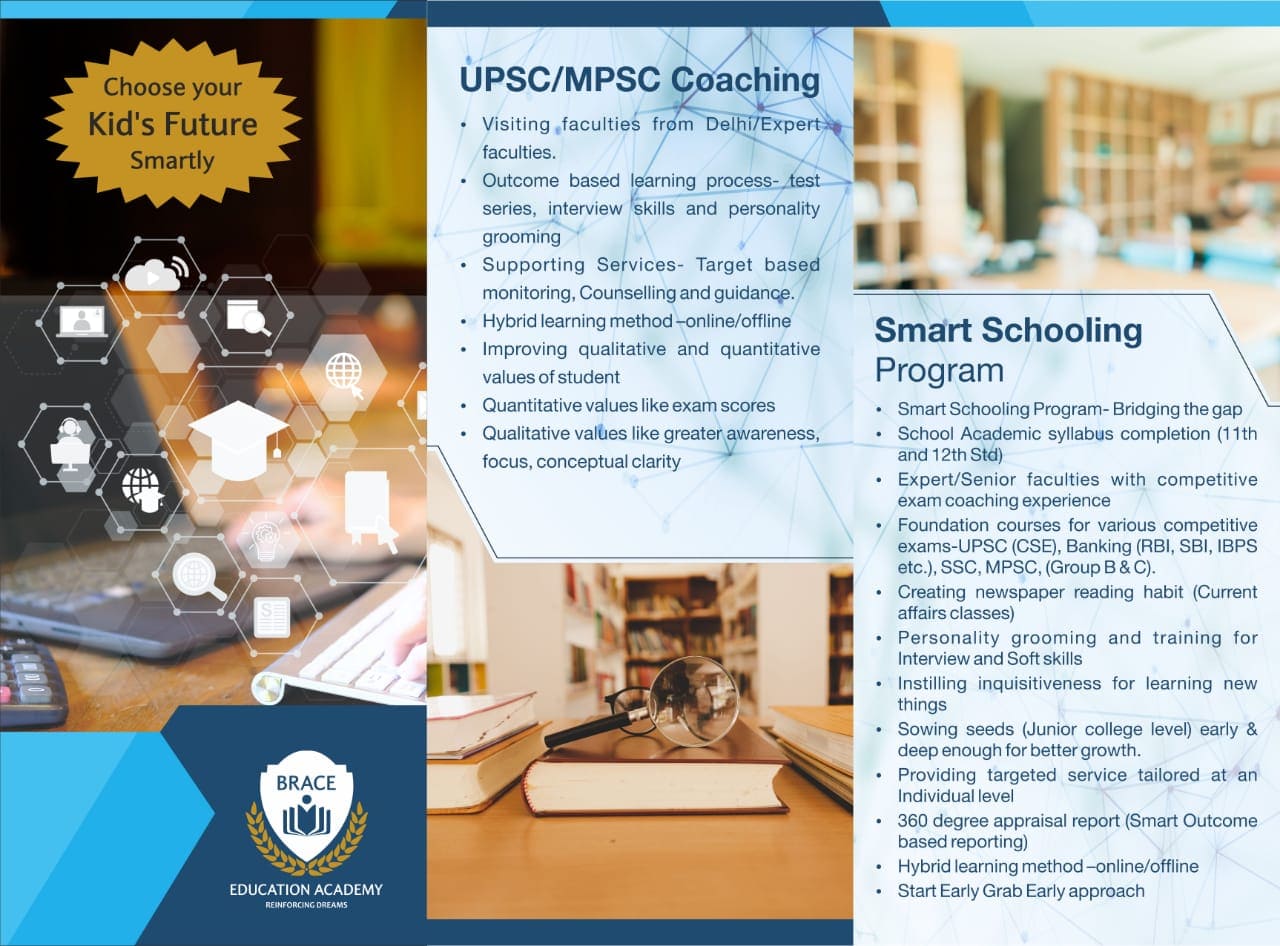 Choose your
Kid's Future
Smartly
BRACE
EDUCATION ACADEMY
REINFORCING DREAMS
UPSC/MPSC Coaching
• Visiting faculties from Delhi/Expert
faculties.
• Outcome based learning process- test
series, interview skills and personality
grooming
• Supporting Services- Target based
monitoring, Counselling and guidance.
• Hybrid learning method –online/offline
• Improving qualitative and quantitative
values of student
• Quantitative values like exam scores
• Qualitative values like greater awareness,
focus, conceptual clarity
Smart Schooling
Program
• Smart Schooling Program- Bridging the gap
• School Academic syllabus completion (11th
and 12th Std)
• Expert/Senior faculties with competitive
exam coaching experience
• Foundation courses for various competitive
exams-UPSC (CSE), Banking (RBI, SBI, IBPS
etc.), SSC, MPSC, (Group B & C).
• Creating newspaper reading habit (Current
affairs classes)
• Personality grooming and training for
Interview and Soft skills
• Instilling inquisitiveness for learning new
things
• Sowing seeds (Junior college level) early &
deep enough for better growth.
• Providing targeted service tailored at an
Individual level
• 360 degree appraisal report (Smart Outcome
based reporting)
• Hybrid learning method –online/offline
• Start Early Grab Early approach